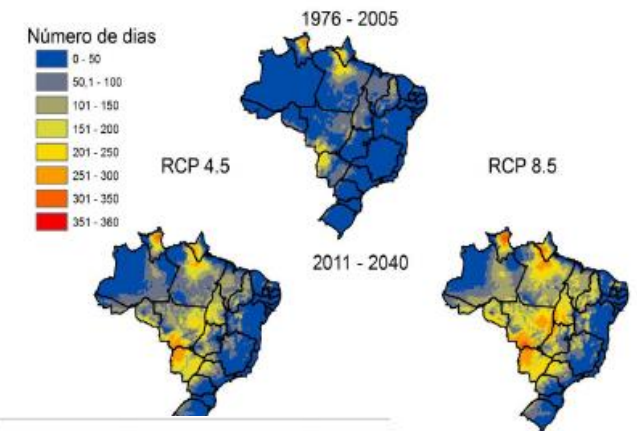 1976 - 2005
Número de dias
0 - 50
50,1 - 100
101 - 150
151 - 200
201 - 250
251 - 300
301 - 350
351 - 360
RCP 4.5
RCP 8.5
2011 - 2040